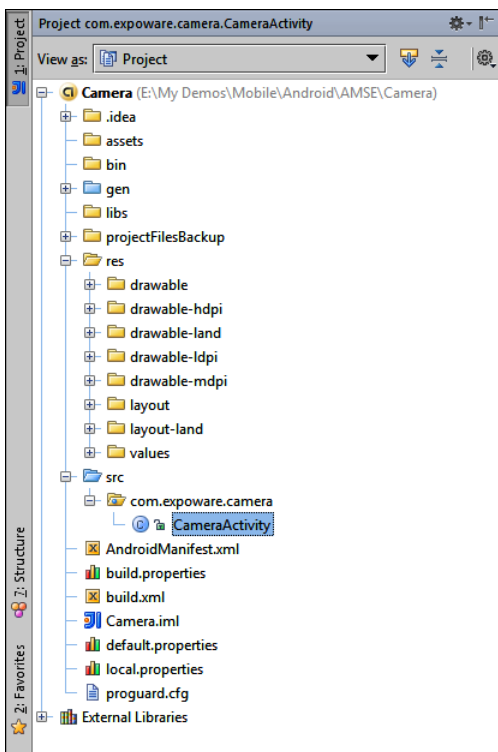 Project com.expoware.camera.CameraActivity
View as: Project
1: Project
Camera (E:\My Demos\Mobile\Android\AMSE\Camera)
.idea
assets
bin
gen
libs
projectFilesBackup
res
drawable
drawable-hdpi
drawable-land
drawable-ldpi
drawable-mdpi
layout
layout-land
values
src
com.expoware.camera
CameraActivity
AndroidManifest.xml
build.properties
build.xml
Camera.iml
default.properties
local.properties
proguard.cfg
External Libraries
7: Structure
2: Favorites